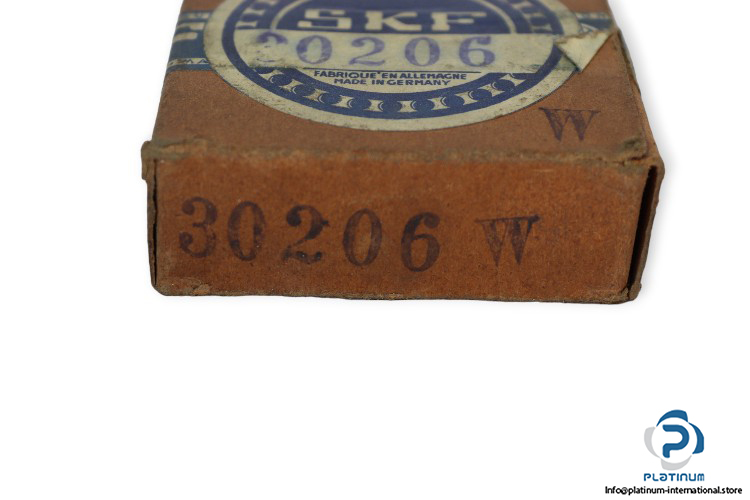 SKF
30206
FABRIQUE EN ALLEMAGNE
MADE IN GERMANY
W
30206 W
PLATINUM
Info@platinum-international.store